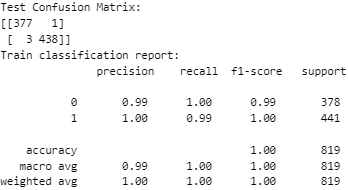 Test Confusion Matrix:
[[377   1]
 [  3 438]]
Train classification report:
              precision    recall  f1-score   support

           0       0.99      1.00      0.99       378
           1       1.00      0.99      1.00       441

    accuracy                           1.00       819
   macro avg       0.99      1.00      1.00       819
weighted avg       1.00      1.00      1.00       819